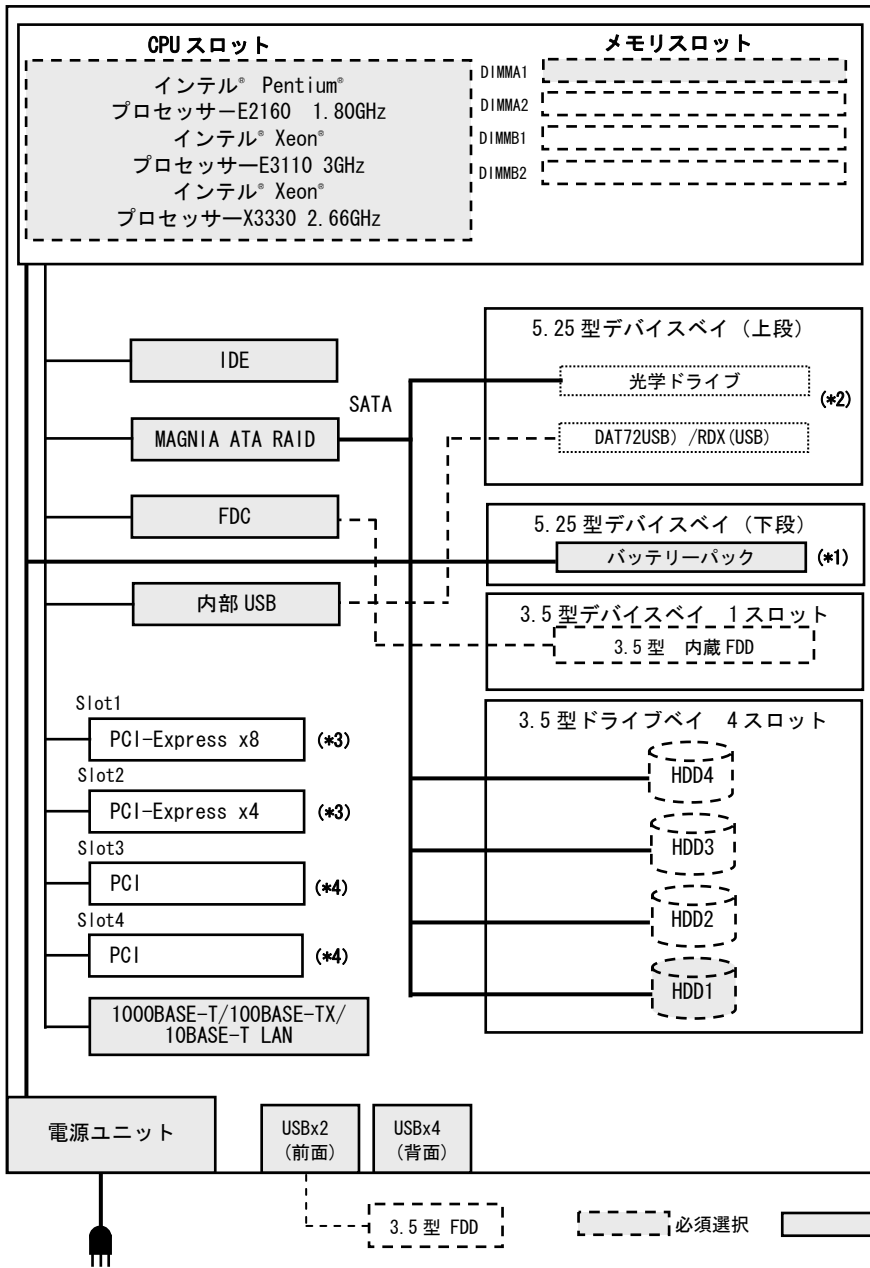 CPU スロット
インテル® Pentium®
プロセッサーE2160 1.80GHz
インテル® Xeon®
プロセッサーE3110 3GHz
インテル® Xeon®
プロセッサーX3330 2.66GHz
メモリスロット
DIMMA1
DIMMA2
DIMMB1
DIMMB2
IDE
MAGNIA ATA RAID
SATA
FDC
内部 USB
5.25 型デバイスベイ（上段）
光学ドライブ
(*2)
DAT72USB）/RDX(USB)
5.25 型デバイスベイ（下段）
バッテリーパック
(*1)
3.5 型デバイスベイ 1スロット
3.5 型 内蔵 FDD
3.5 型ドライブベイ 4スロット
HDD4
HDD3
HDD2
HDD1
Slot1
PCI-Express x8
(*3)
Slot2
PCI-Express x4
(*3)
Slot3
PCI
(*4)
Slot4
PCI
(*4)
1000BASE-T/100BASE-TX/
10BASE-T LAN
電源ユニット
USBx2
(前面)
USBx4
(背面)
3.5 型 FDD
必須選択